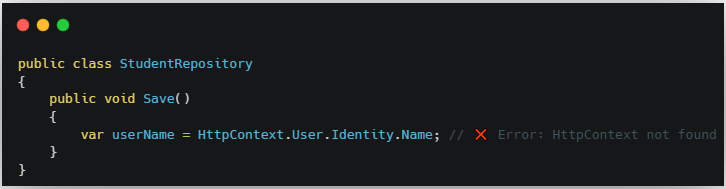 public class StudentRepository
{
    public void Save()
    {
        var userName = HttpContext.User.Identity.Name; // ❌ Error: HttpContext not found
    }
}